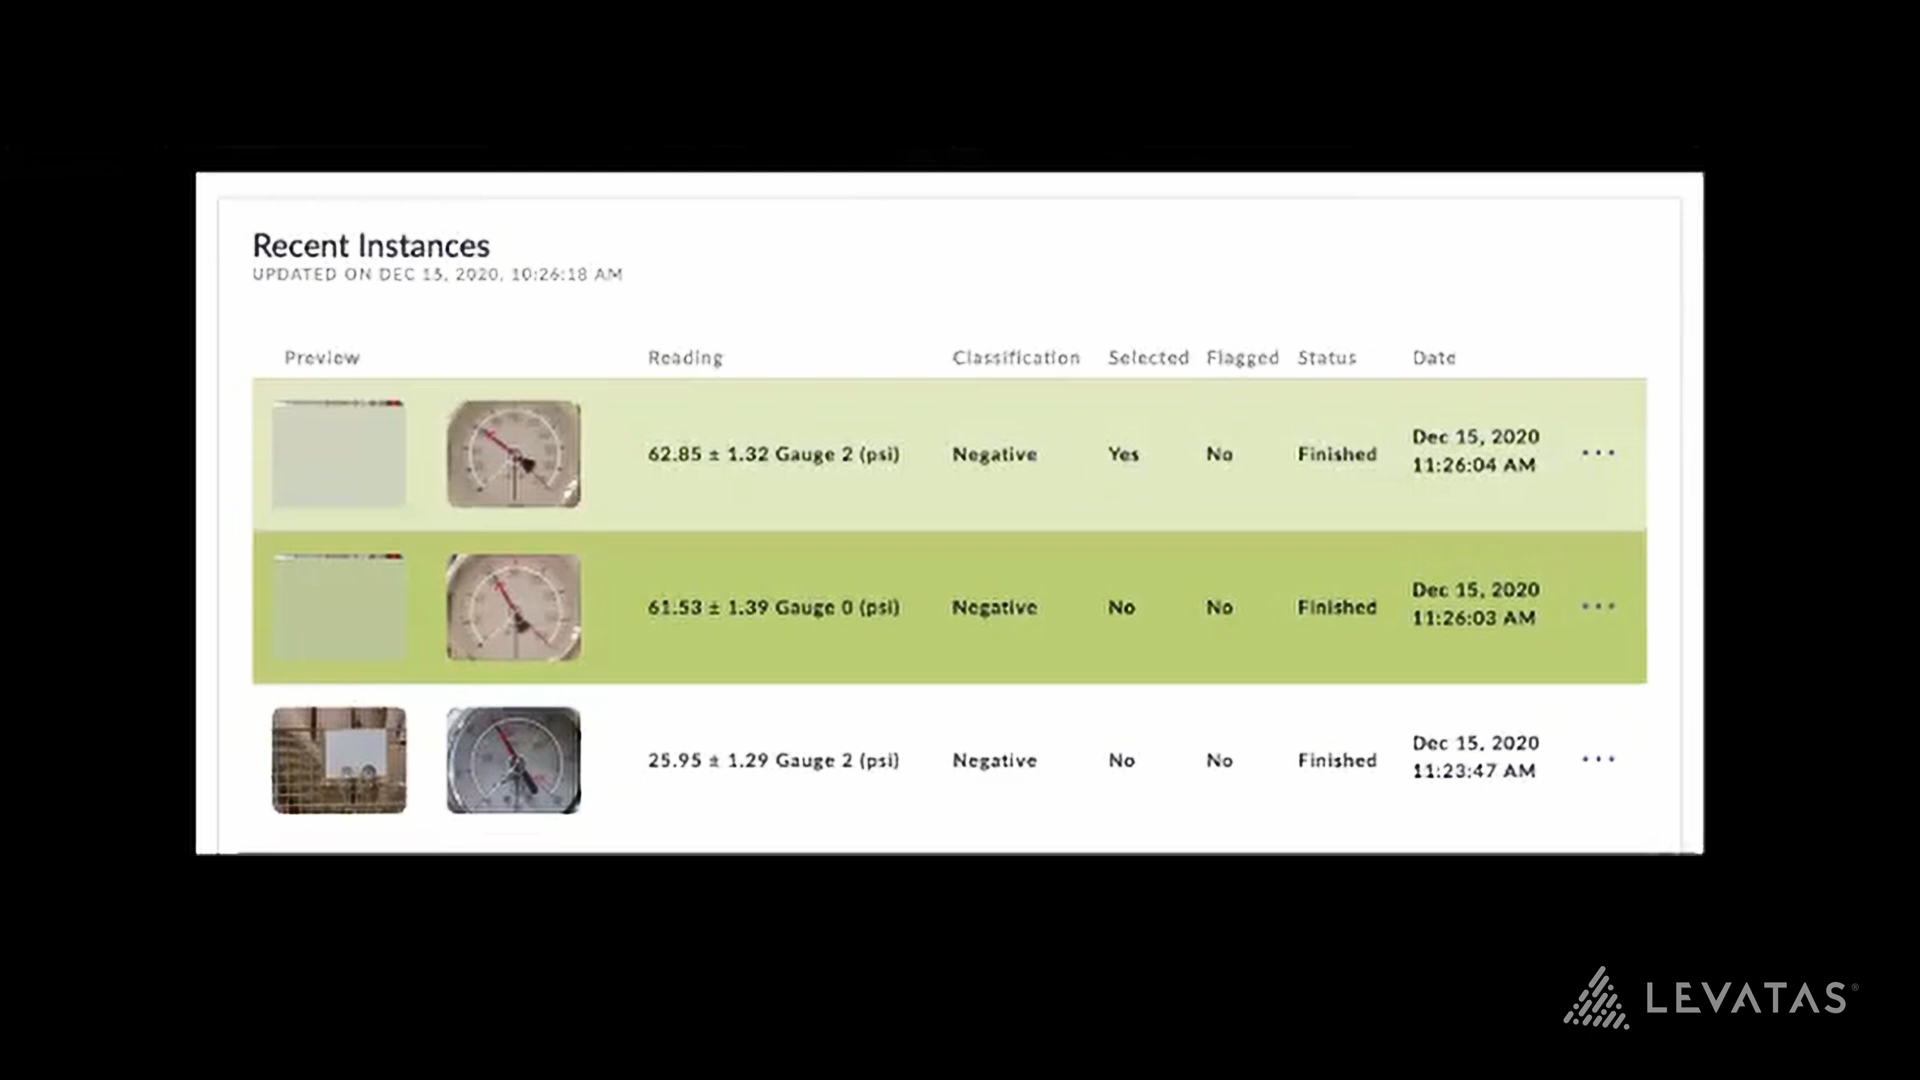 Recent Instances
UPDATED ON DEC 15, 2020, 10:26:18 AM
Preview Reading Classification Selected Flagged Status Date
62.85 ± 1.32 Gauge 2 (psi) Negative Yes No Finished Dec 15, 2020
11:26:04 AM
61.53 ± 1.39 Gauge 0 (psi) Negative No No Finished Dec 15, 2020
11:26:03 AM
25.95 ± 1.29 Gauge 2 (psi) Negative No No Finished Dec 15, 2020
11:23:47 AM
LEVATAS®